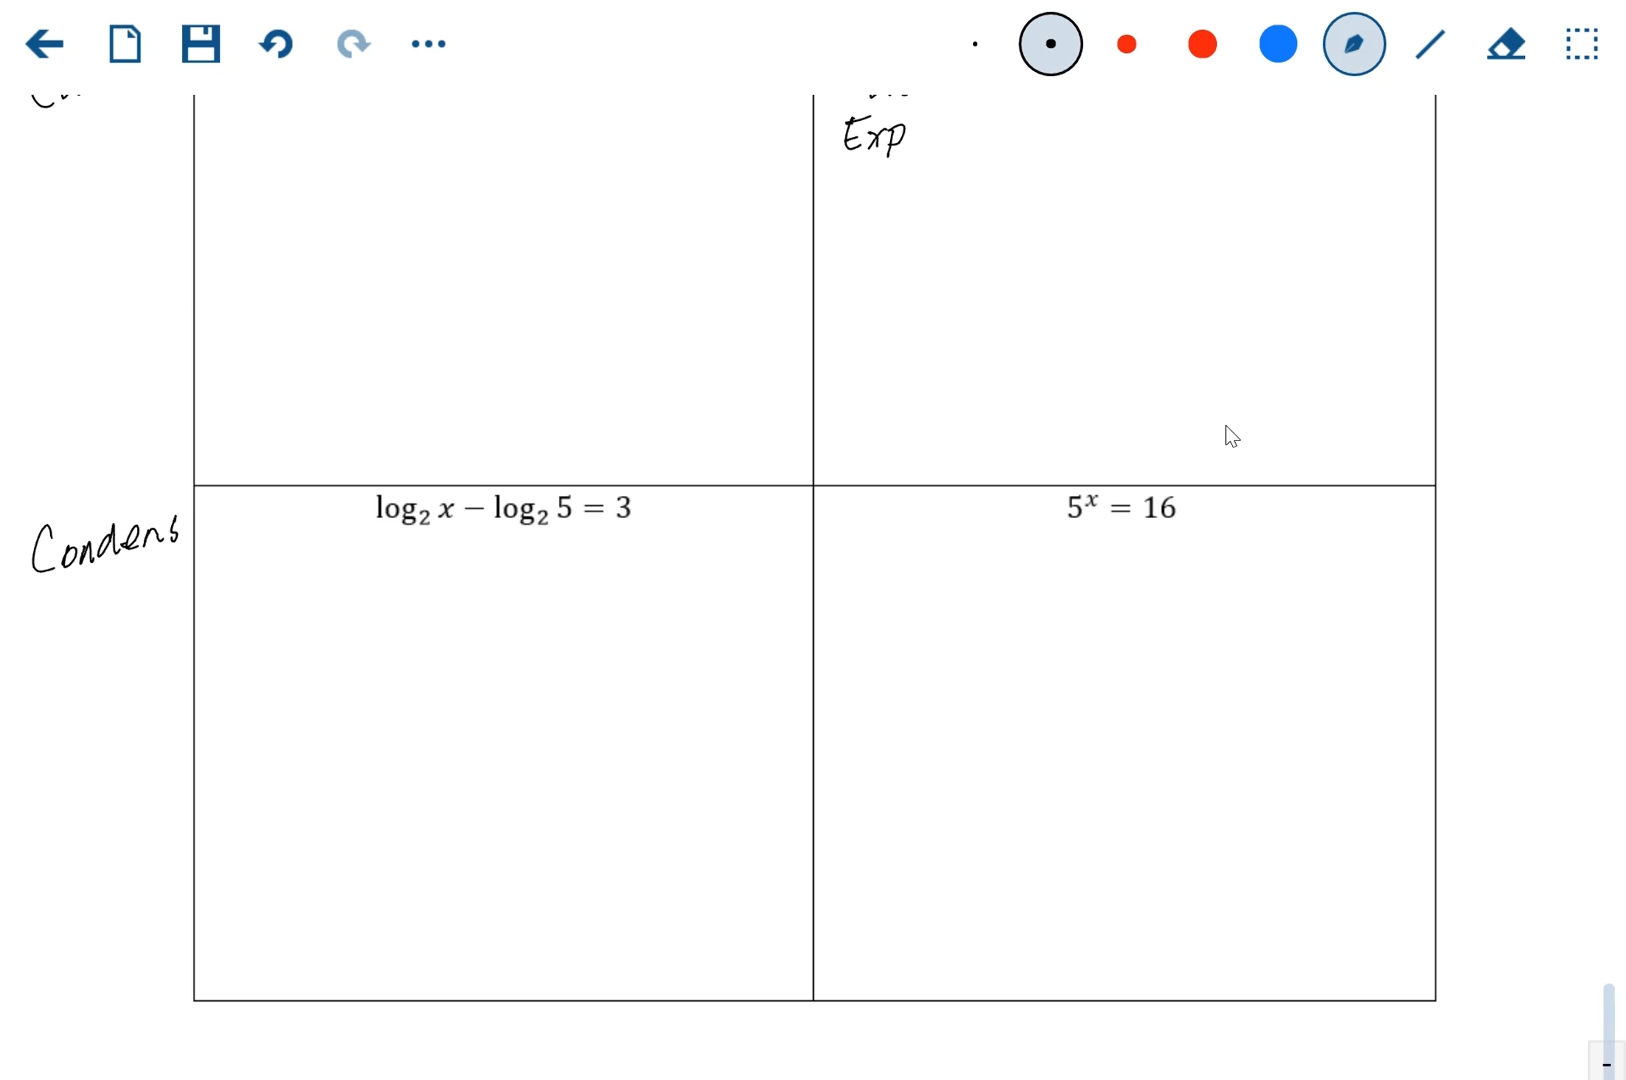 Exp
log₂ x − log₂ 5 = 3
5ˣ = 16
Condens